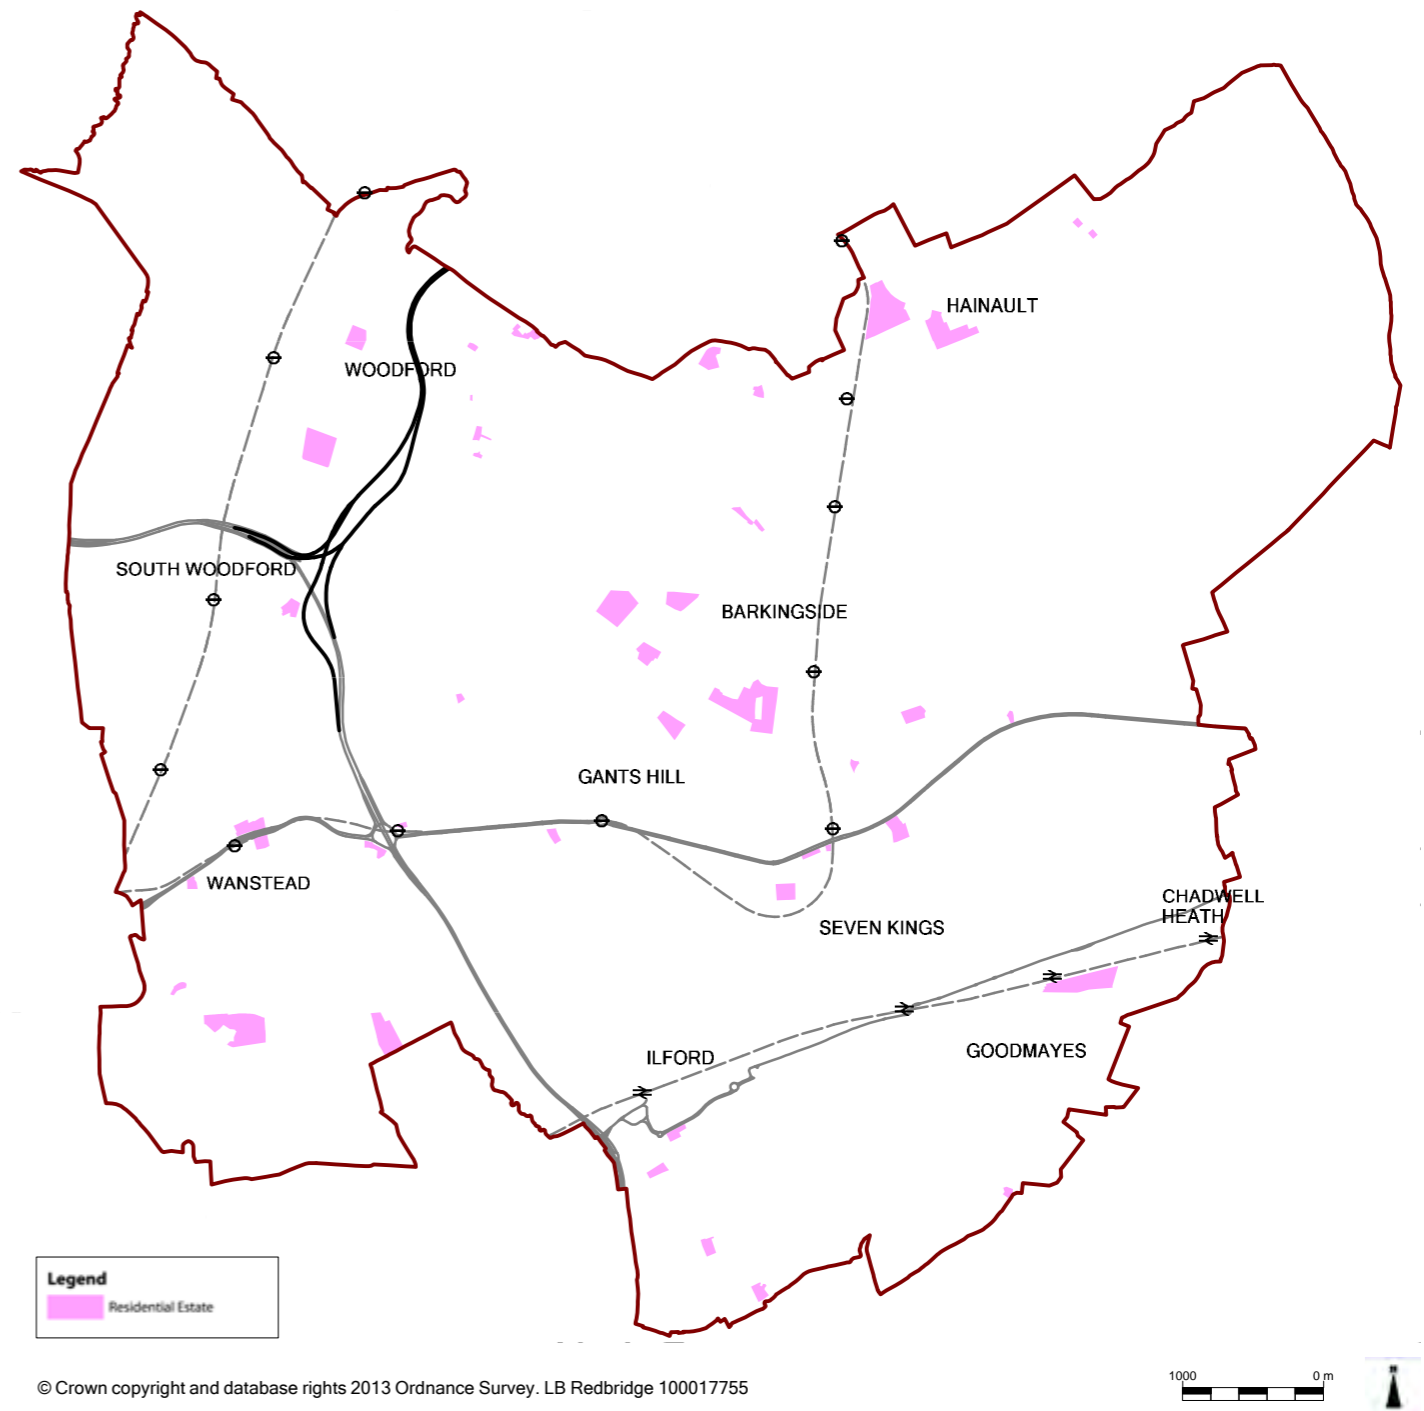 HAINAULT
WOODFORD
SOUTH WOODFORD
BARKINGSIDE
GANTS HILL
WANSTEAD
CHADWELL
HEATH
SEVEN KINGS
GOODMAYES
ILFORD
Legend
Residential Estate
© Crown copyright and database rights 2013 Ordnance Survey. LB Redbridge 100017755
1000 0 m